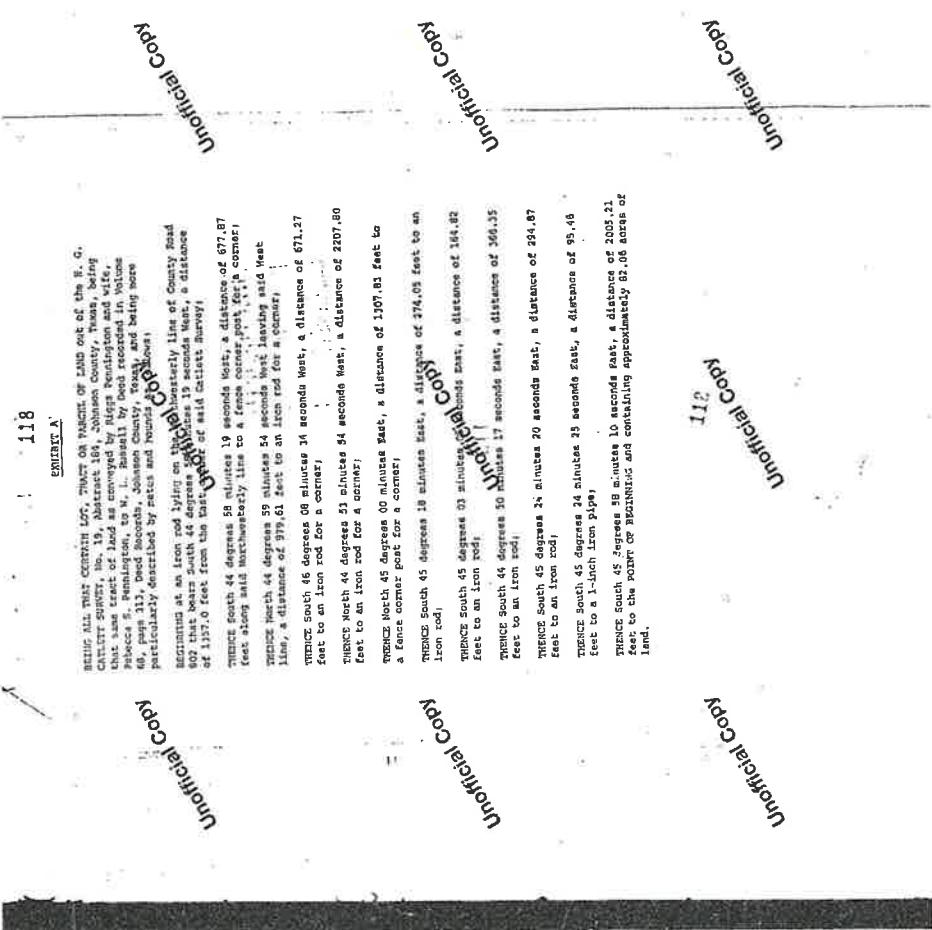 118
EXHIBIT A
BEING ALL THAT CERTAIN LOT, TRACT OR PARCEL OF LAND out of the H. G.
CATLETT SURVEY, No. 19, Abstract 184, Johnson County, Texas, being
that same tract of land as conveyed by Riggs Pennington and wife,
Rebecca S. Pennington, to W. L. Russell by Deed recorded in Volume
68, page 313, Deed Records, Johnson County, Texas, and being more
particularly described by metes and bounds as follows:
BEGINNING at an iron rod lying on the Northwesterly line of County Road
602 that bears South 44 degrees minutes 19 seconds West, a distance
of 1357.0 feet from the East of said Catlett Survey;
THENCE South 44 degrees 58 minutes 19 seconds West, a distance of 677.87
feet along said Northwesterly line to a fence corner post for a corner;
THENCE North 44 degrees 59 minutes 54 seconds West leaving said West
line, a distance of 979.61 feet to an iron rod for a corner;
THENCE South 46 degrees 08 minutes 34 seconds West, a distance of 671.27
feet to an iron rod for a corner;
THENCE North 44 degrees 53 minutes 54 seconds West, a distance of 2207.80
feet to an iron rod for a corner;
THENCE North 45 degrees 00 minutes East, a distance of 1307.83 feet to
a fence corner post for a corner;
THENCE South 45 degrees 18 minutes East, a distance of 274.05 feet to an
iron rod;
THENCE South 45 degrees 03 minutes seconds East, a distance of 164.82
feet to an iron rod;
THENCE South 44 degrees 50 minutes 17 seconds East, a distance of 366.35
feet to an iron rod;
THENCE South 45 degrees 24 minutes 20 seconds East, a distance of 294.87
feet to an iron rod;
THENCE South 45 degrees 34 minutes 25 seconds East, a distance of 95.46
feet to a 1-inch iron pipe;
THENCE South 45 degrees 58 minutes 10 seconds East, a distance of 2005.21
feet to the POINT OF BEGINNING and containing approximately 82.06 acres of
land.
112
Unofficial Copy
Unofficial Copy
Unofficial Copy
Unofficial Copy
Unofficial Copy
Unofficial Copy
Unofficial Copy
Unofficial Copy
Unofficial Copy